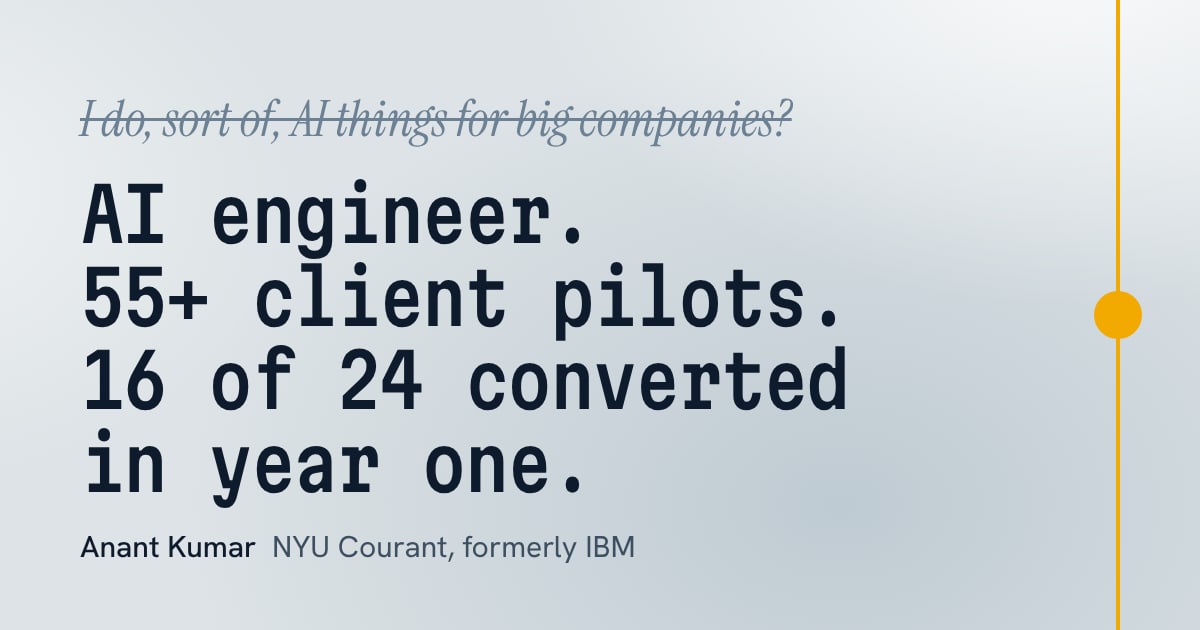 I do, sort of, AI things for big companies?
AI engineer.
55+ client pilots.
16 of 24 converted
in year one.
Anant Kumar NYU Courant, formerly IBM